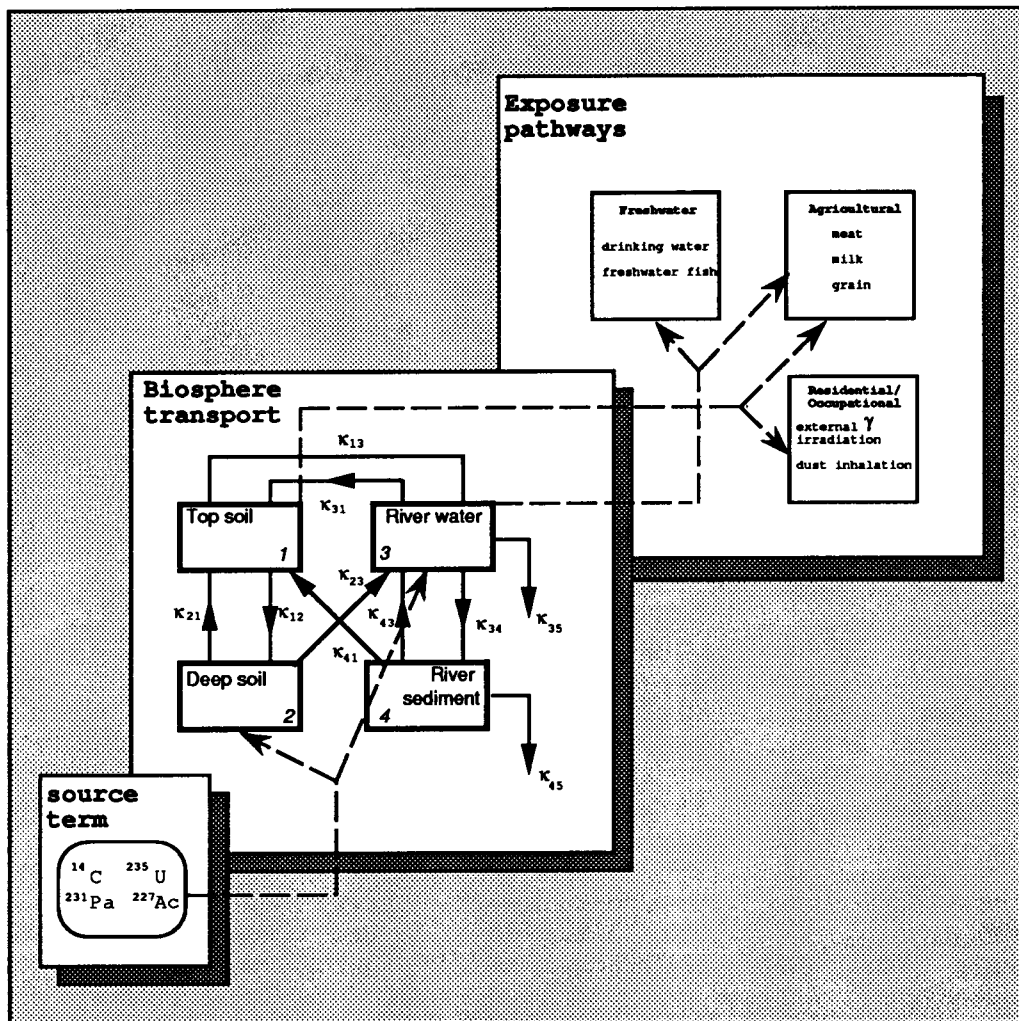 Exposure
pathways
Freshwater
drinking water
freshwater fish
Agricultural
meat
milk
grain
Residential/
Occupational
external γ
irradiation
dust inhalation
Biosphere
transport
κ13
κ31
Top soil
1
River water
3
κ21
κ12
κ23
κ43
κ34
κ35
κ41
Deep soil
2
River
sediment
4
κ45
source
term
14C 235U
231Pa 227Ac